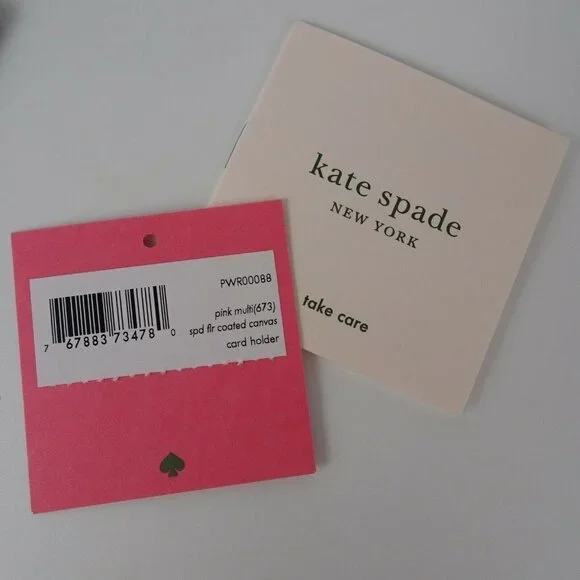 kate spade
NEW YORK
take care
PWR00088
pink multi(673)
spd flr coated canvas
card holder
7 67883 73478 0